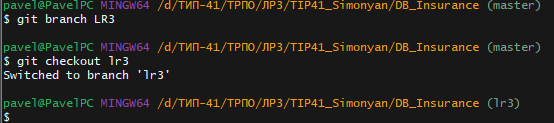 pavel@PavelPC MINGW64 /d/ТИП-41/ТРПО/ЛР3/TIP41_Simonyan/DB_Insurance (master)
$ git branch LR3
pavel@PavelPC MINGW64 /d/ТИП-41/ТРПО/ЛР3/TIP41_Simonyan/DB_Insurance (master)
$ git checkout lr3
Switched to branch 'lr3'
pavel@PavelPC MINGW64 /d/ТИП-41/ТРПО/ЛР3/TIP41_Simonyan/DB_Insurance (lr3)
$